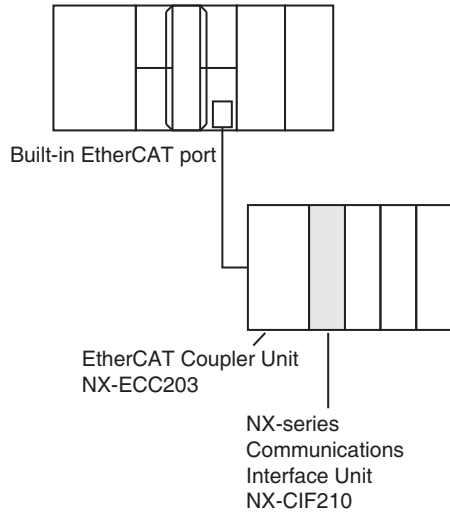 Built-in EtherCAT port
EtherCAT Coupler Unit
NX-ECC203
NX-series
Communications
Interface Unit
NX-CIF210